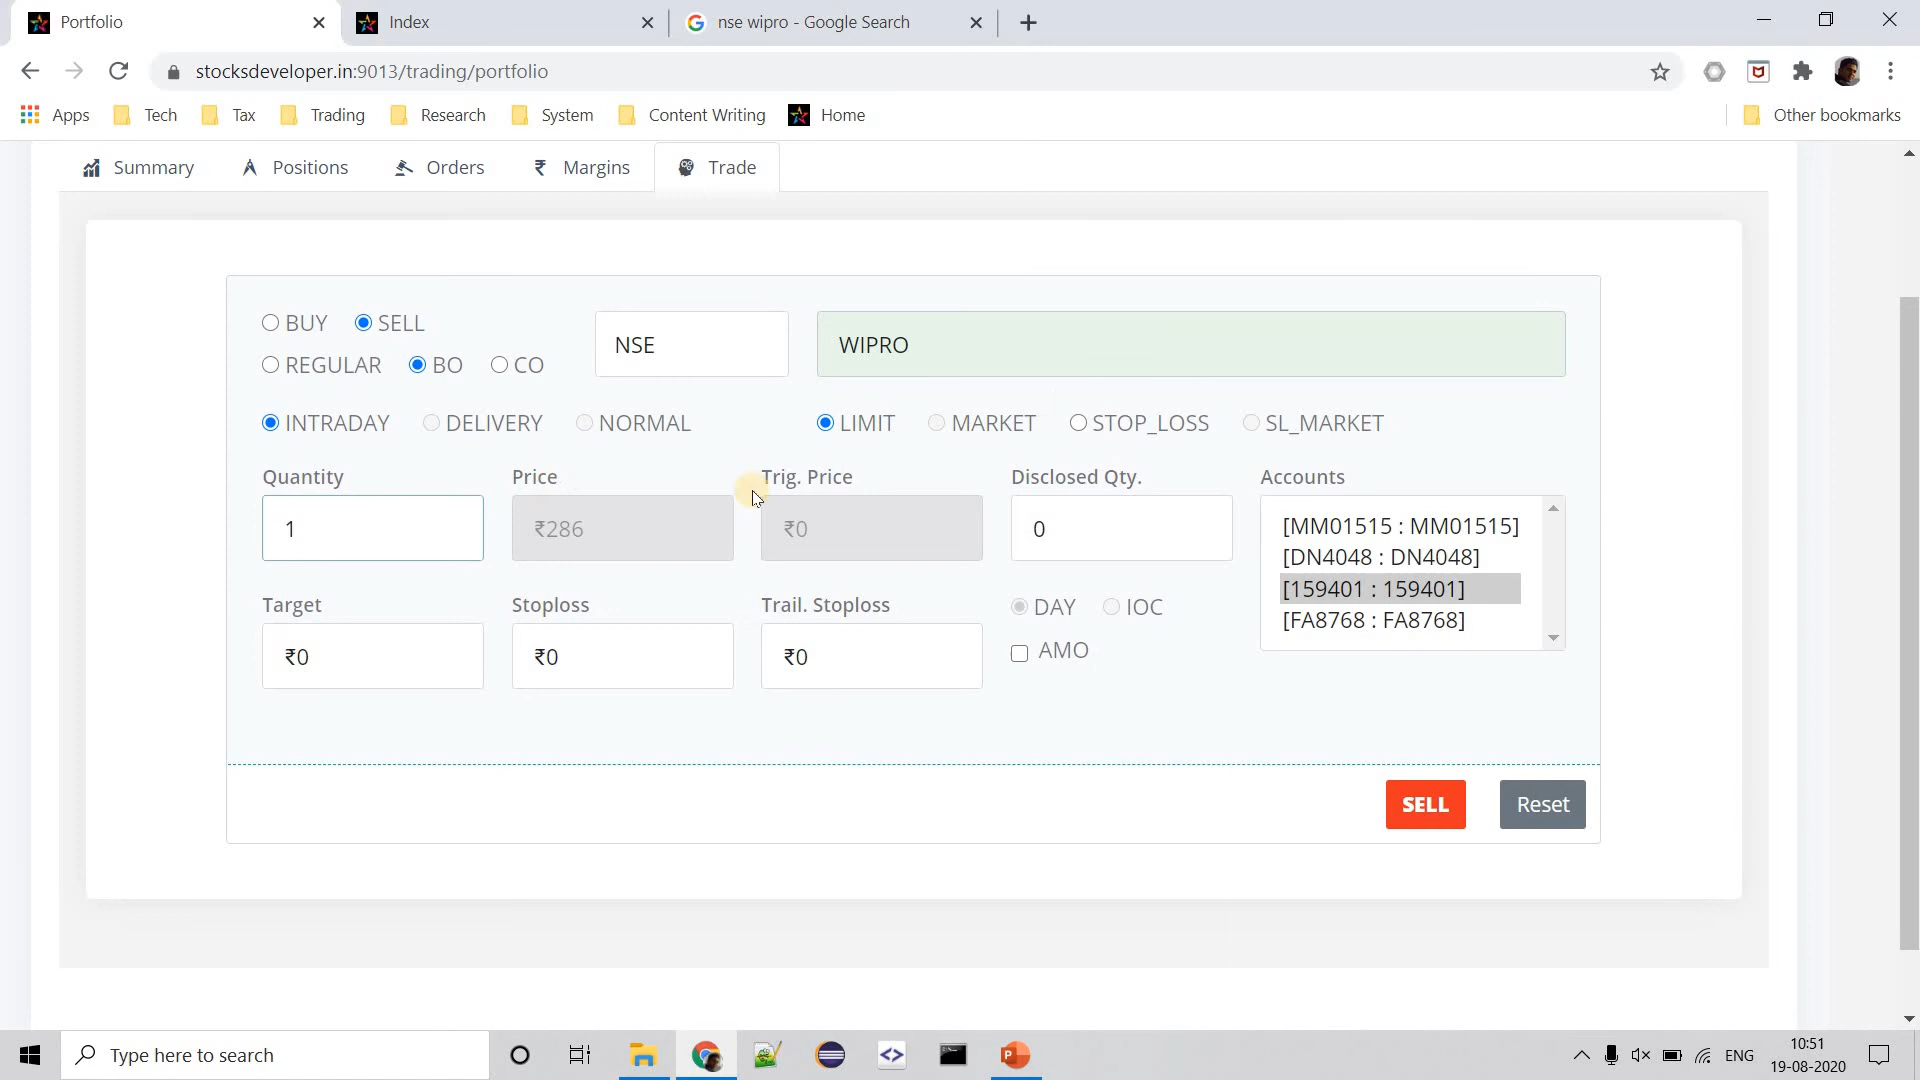 Portfolio
Index
nse wipro - Google Search
stocksdeveloper.in:9013/trading/portfolio
Apps Tech Tax Trading Research System Content Writing Home Other bookmarks
Summary Positions Orders Margins Trade
BUY SELL
NSE
WIPRO
REGULAR BO CO
INTRADAY DELIVERY NORMAL LIMIT MARKET STOP_LOSS SL_MARKET
Quantity Price Trig. Price Disclosed Qty. Accounts
1 ₹286 ₹0 0
[MM01515 : MM01515]
[DN4048 : DN4048]
[159401 : 159401]
[FA8768 : FA8768]
Target Stoploss Trail. Stoploss DAY IOC
₹0 ₹0 ₹0 AMO
SELL Reset
Type here to search
ENG
10:51
19-08-2020